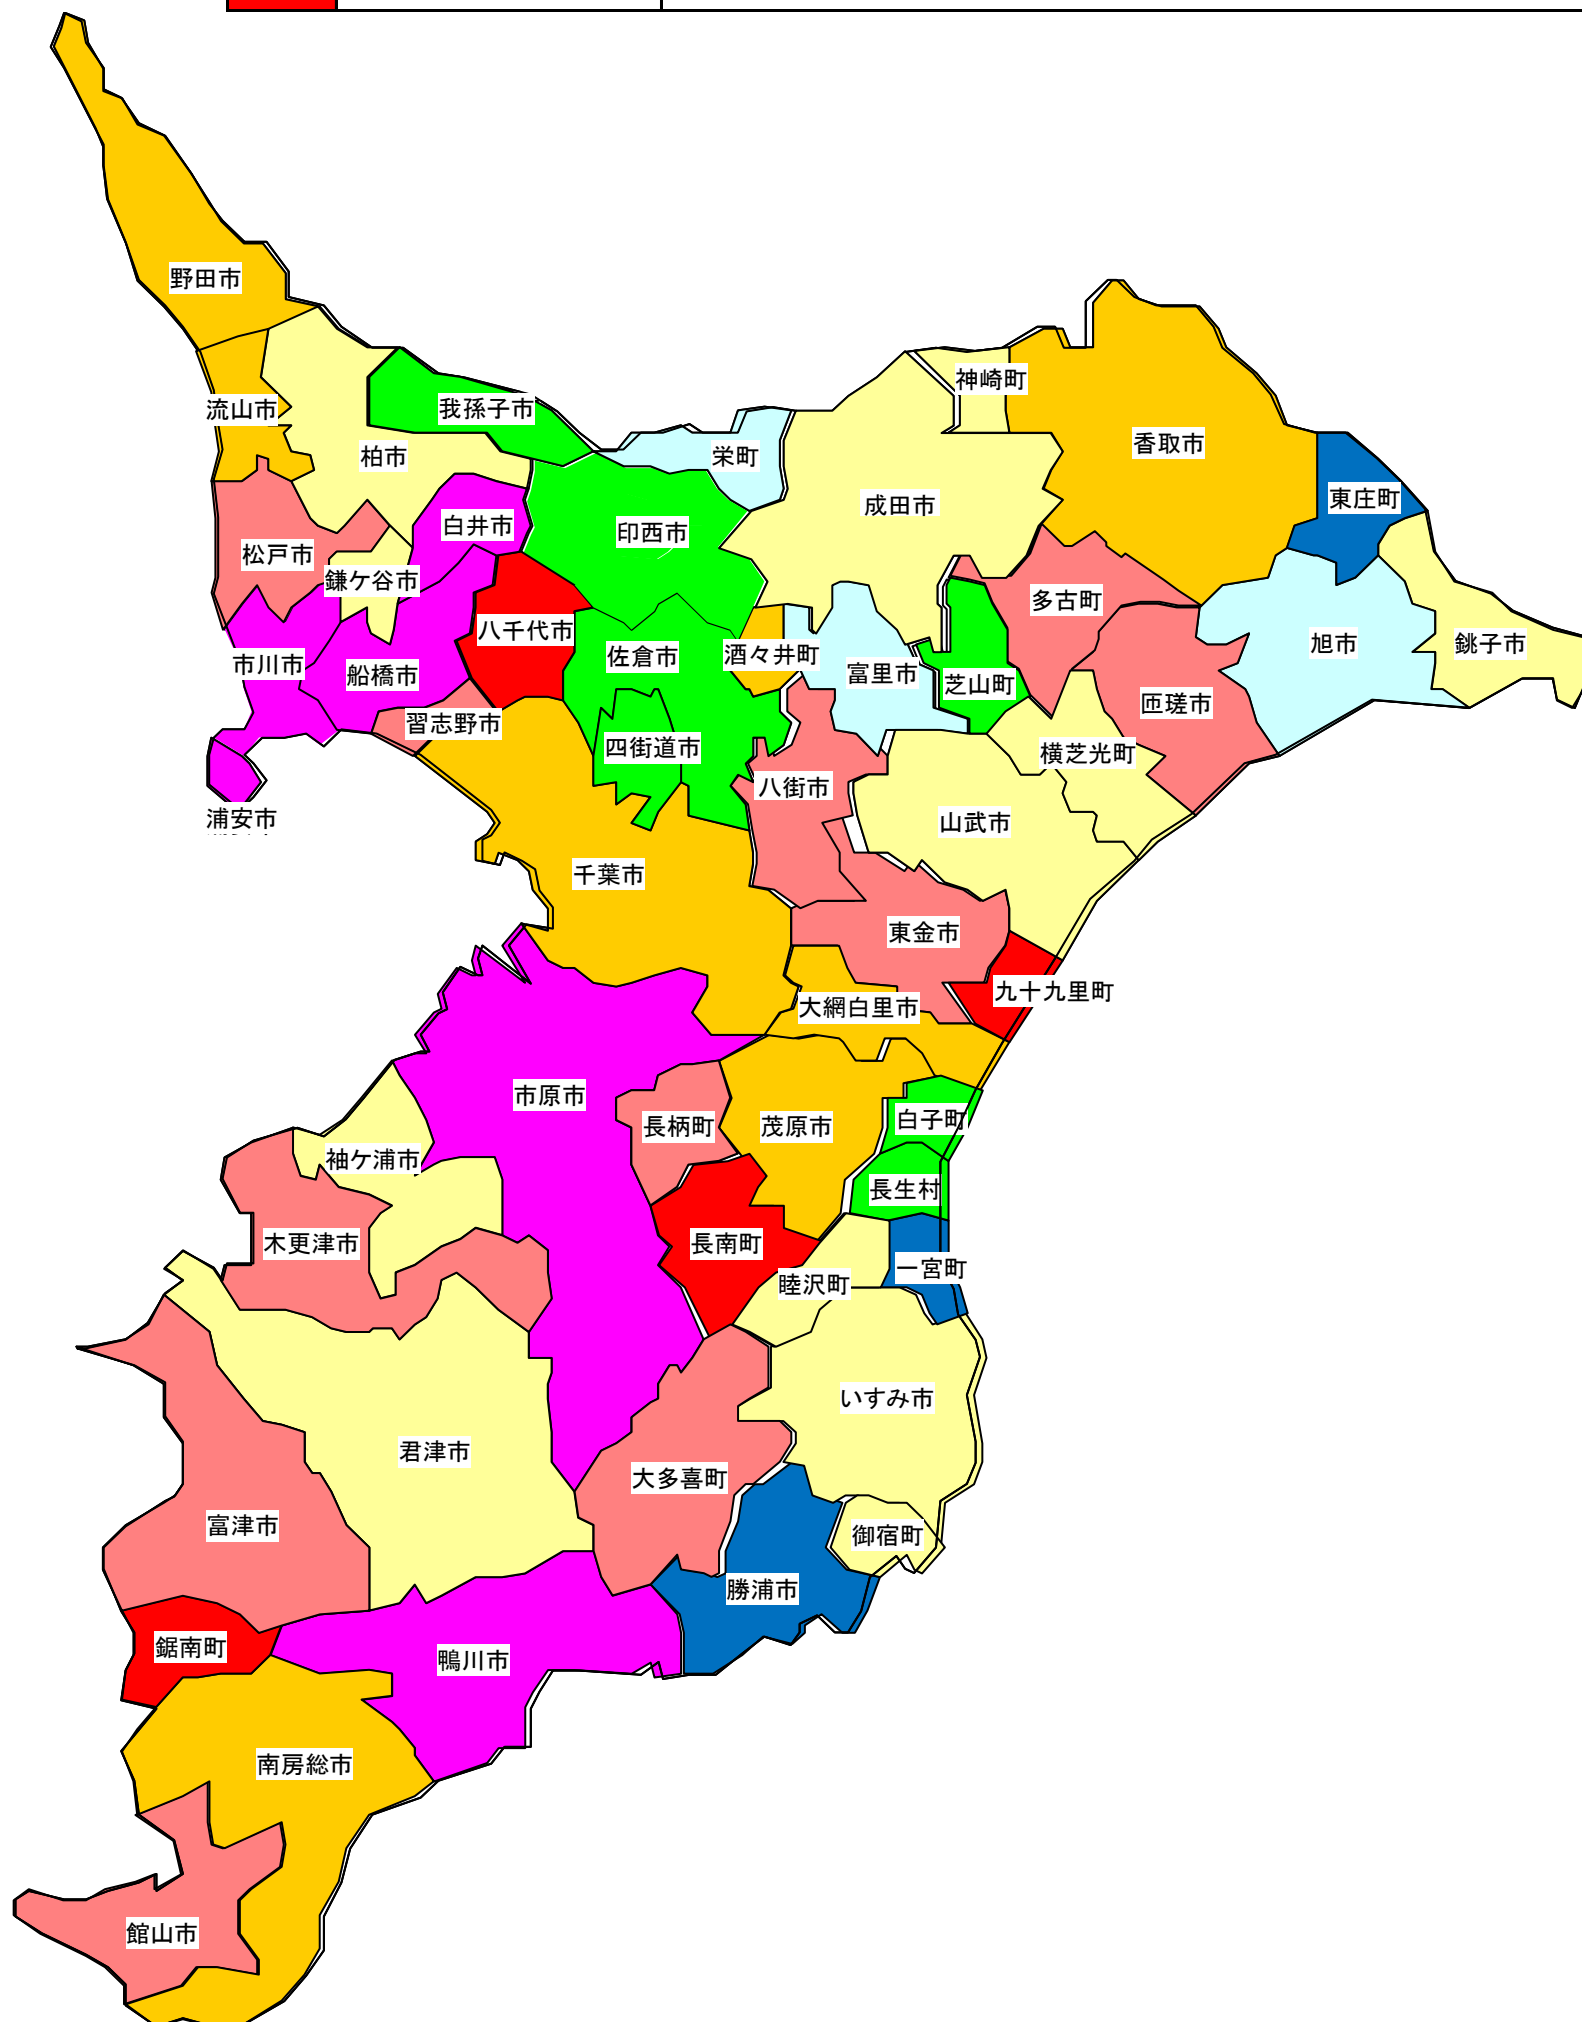 野田市
神崎町
流山市
我孫子市
香取市
柏市
栄町
東庄町
成田市
白井市
印西市
松戸市
鎌ケ谷市
多古町
八千代市
旭市
銚子市
市川市
佐倉市
酒々井町
船橋市
富里市
芝山町
匝瑳市
習志野市
四街道市
横芝光町
八街市
浦安市
山武市
千葉市
東金市
九十九里町
大網白里市
市原市
長柄町
茂原市
白子町
袖ケ浦市
長生村
木更津市
長南町
一宮町
睦沢町
いすみ市
君津市
大多喜町
富津市
御宿町
勝浦市
鋸南町
鴨川市
南房総市
館山市